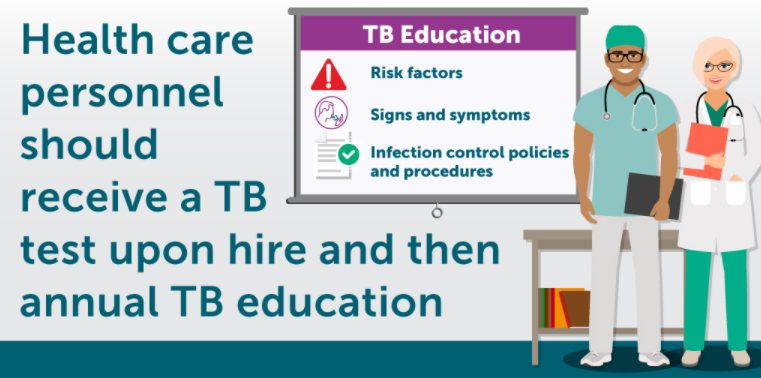 Health care
personnel
should
receive a TB
test upon hire and then
annual TB education
TB Education
Risk factors
Signs and symptoms
Infection control policies
and procedures